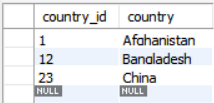 country_id country
1 Afghanistan
12 Bangladesh
23 China
NULL NULL